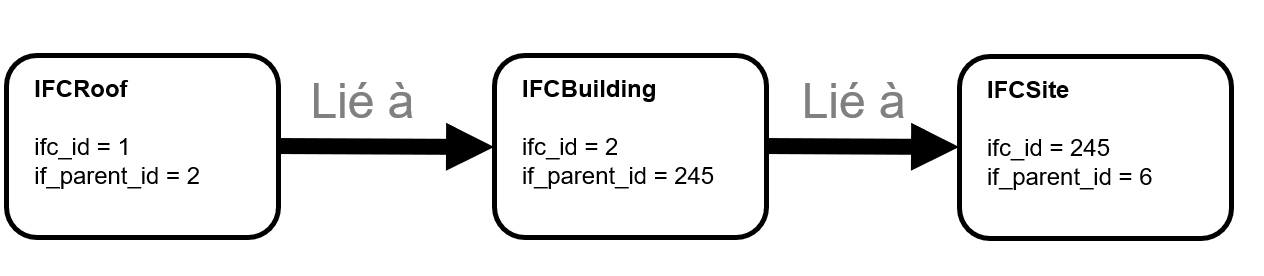 IFCRoof
ifc_id = 1
if_parent_id = 2
Lié à
IFCBuilding
ifc_id = 2
if_parent_id = 245
Lié à
IFCSite
ifc_id = 245
if_parent_id = 6